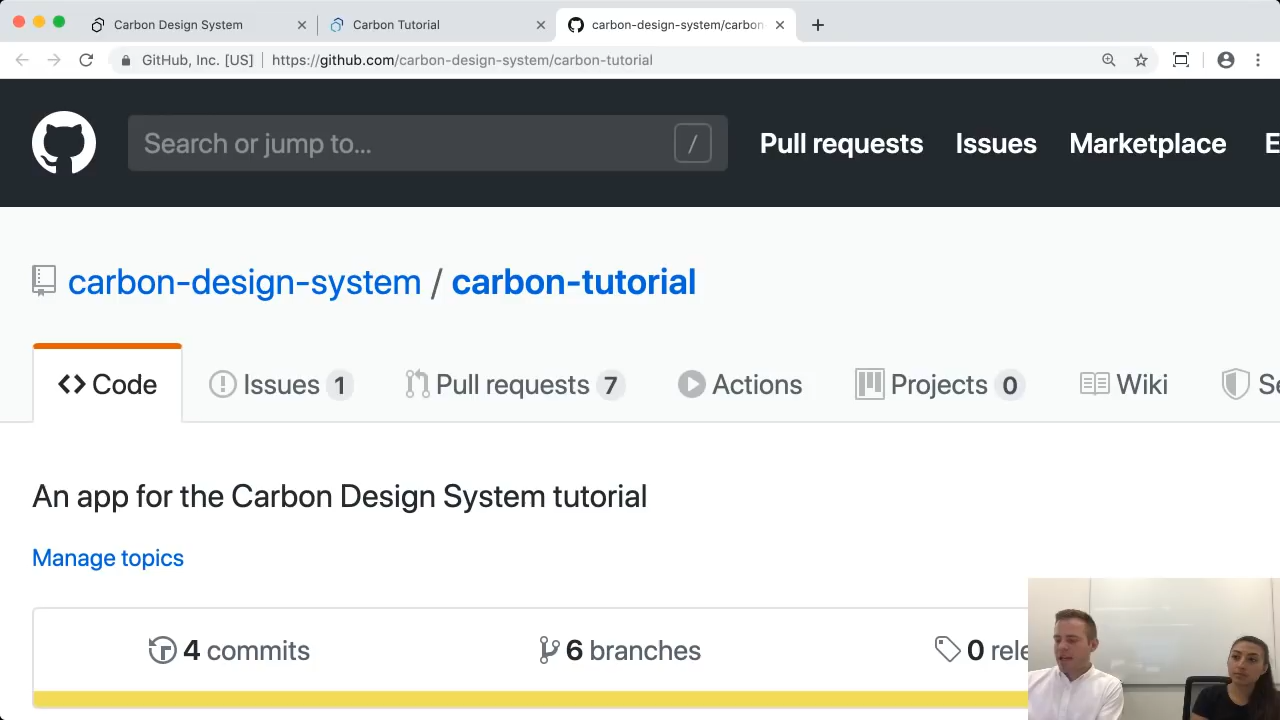 Carbon Design System
Carbon Tutorial
carbon-design-system/carbon
GitHub, Inc. [US]
https://github.com/carbon-design-system/carbon-tutorial
Search or jump to...
/
Pull requests
Issues
Marketplace
E
carbon-design-system / carbon-tutorial
Code
Issues 1
Pull requests 7
Actions
Projects 0
Wiki
Se
An app for the Carbon Design System tutorial
Manage topics
4 commits
6 branches
0 rele